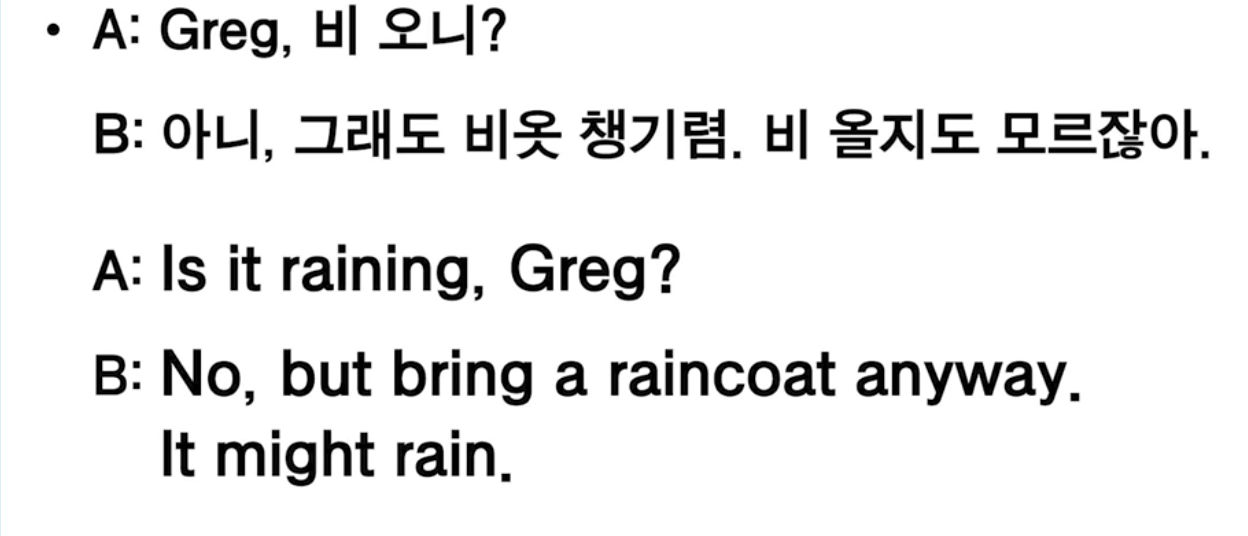 • A: Greg, 비 오니?
B: 아니, 그래도 비옷 챙기렴. 비 올지도 모르잖아.
A: Is it raining, Greg?
B: No, but bring a raincoat anyway.
It might rain.